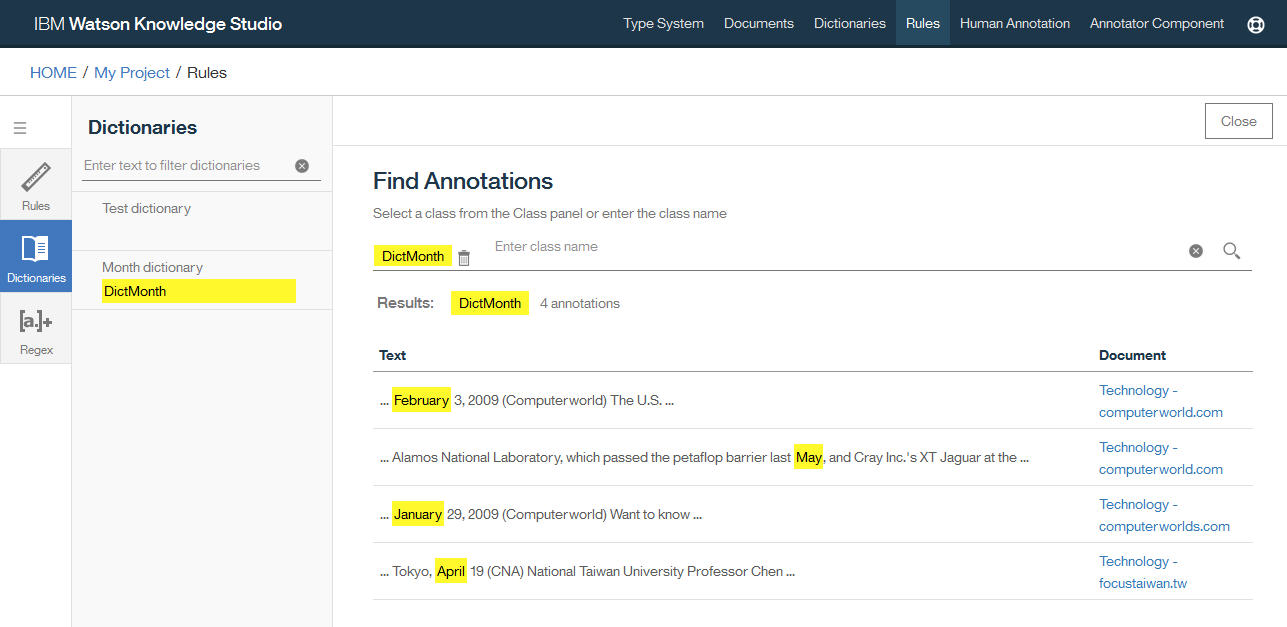 IBM Watson Knowledge Studio
Type System Documents Dictionaries Rules Human Annotation Annotator Component
HOME / My Project / Rules
Close
Rules
Dictionaries
[a.]+
Regex
Dictionaries
Enter text to filter dictionaries
Test dictionary
Month dictionary
DictMonth
Find Annotations
Select a class from the Class panel or enter the class name
DictMonth Enter class name
Results: DictMonth 4 annotations
Text Document
... February 3, 2009 (Computerworld) The U.S. ... Technology -
computerworld.com
... Alamos National Laboratory, which passed the petaflop barrier last May, and Cray Inc.'s XT Jaguar at the ... Technology -
computerworld.com
... January 29, 2009 (Computerworld) Want to know ... Technology -
computerworlds.com
... Tokyo, April 19 (CNA) National Taiwan University Professor Chen ... Technology -
focustaiwan.tw